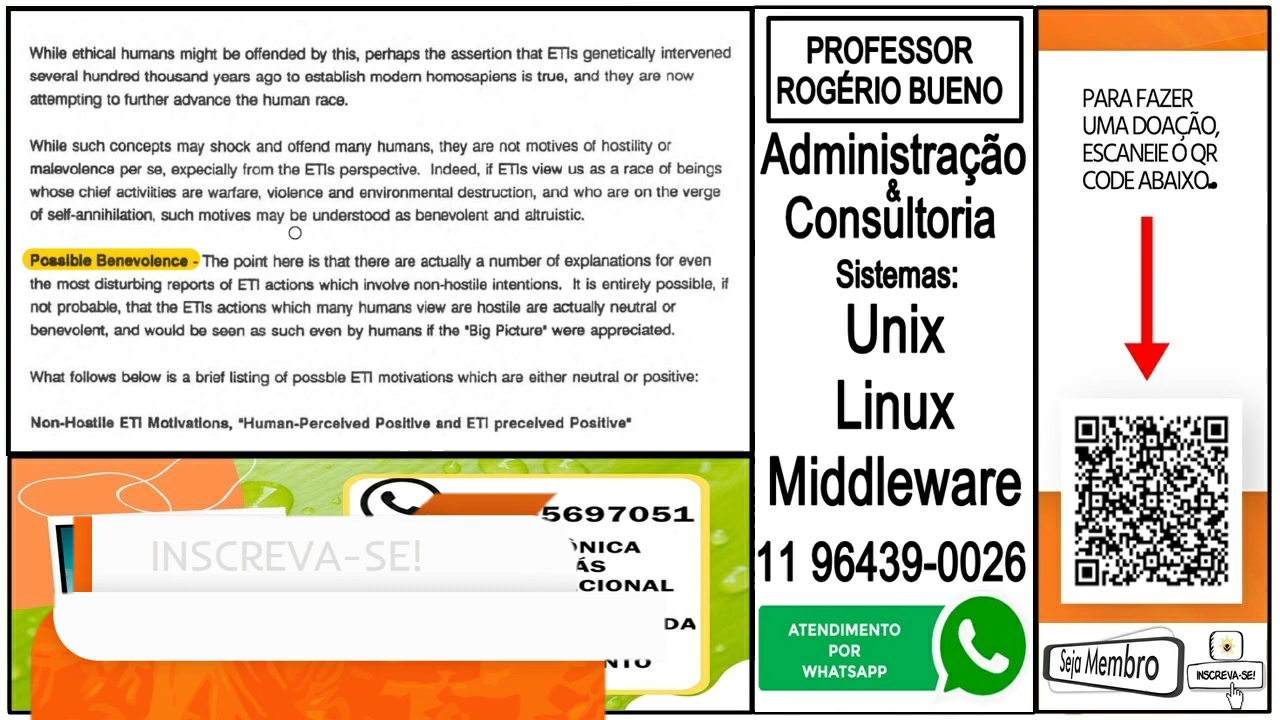 While ethical humans might be offended by this, perhaps the assertion that ETIs genetically intervened
several hundred thousand years ago to establish modern homosapiens is true, and they are now
attempting to further advance the human race.
While such concepts may shock and offend many humans, they are not motives of hostility or
malevolence per se, expecially from the ETIs perspective. Indeed, if ETIs view us as a race of beings
whose chief activiities are warfare, violence and environmental destruction, and who are on the verge
of self-annihilation, such motives may be understood as benevolent and altruistic.
Possible Benevolence - The point here is that there are actually a number of explanations for even
the most disturbing reports of ETI actions which involve non-hostile intentions. It is entirely possible, if
not probable, that the ETIs actions which many humans view are hostile are actually neutral or
benevolent, and would be seen as such even by humans if the "Big Picture" were appreciated.
What follows below is a brief listing of possble ETI motivations which are either neutral or positive:
Non-Hostile ETI Motivations, "Human-Perceived Positive and ETI preceived Positive"
5697051
INSCREVA-SE!
PROFESSOR
ROGÉRIO BUENO
Administração
&
Consultoria
Sistemas:
Unix
Linux
Middleware
11 96439-0026
ATENDIMENTO
POR
WHATSAPP
PARA FAZER
UMA DOAÇÃO,
ESCANEIE O QR
CODE ABAIXO.
Seja Membro
INSCREVA-SE!